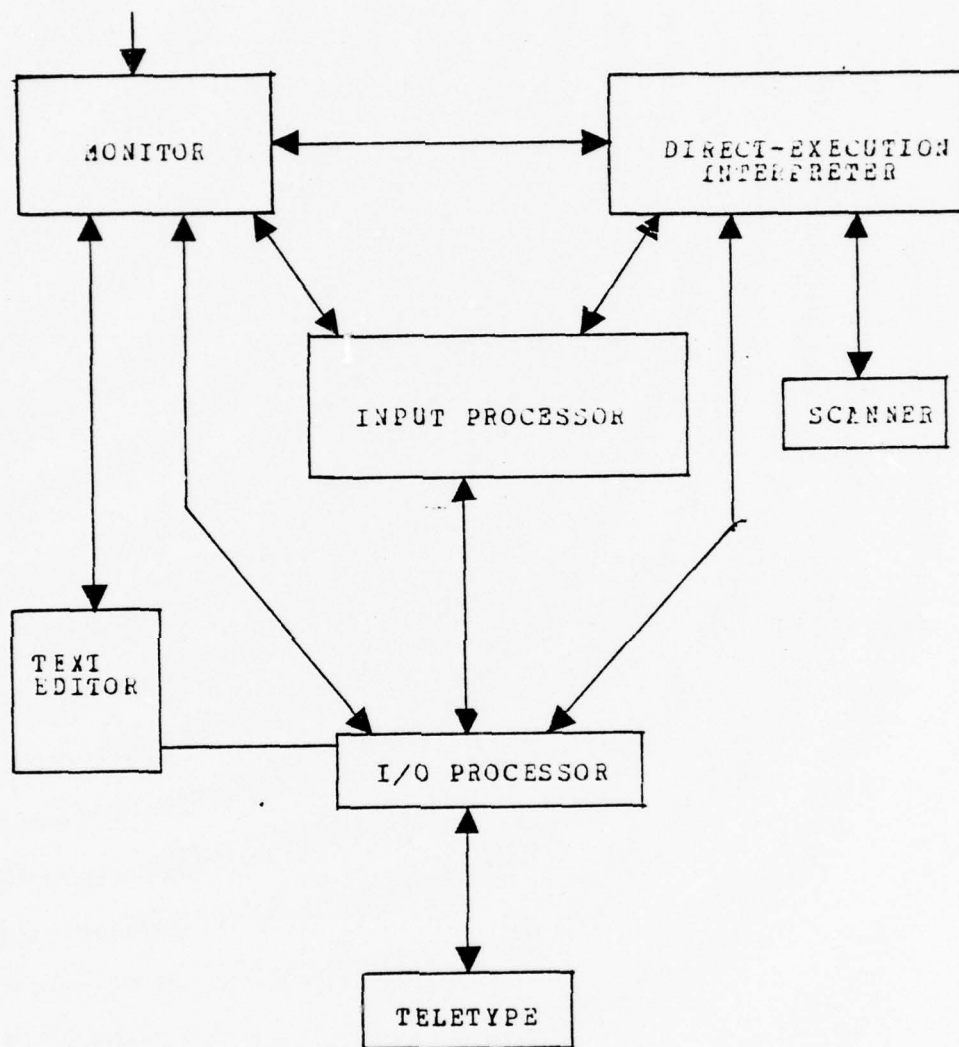 MONITOR
DIRECT-EXECUTION
INTERPRETER
INPUT PROCESSOR
SCANNER
TEXT
EDITOR
I/O PROCESSOR
TELETYPE